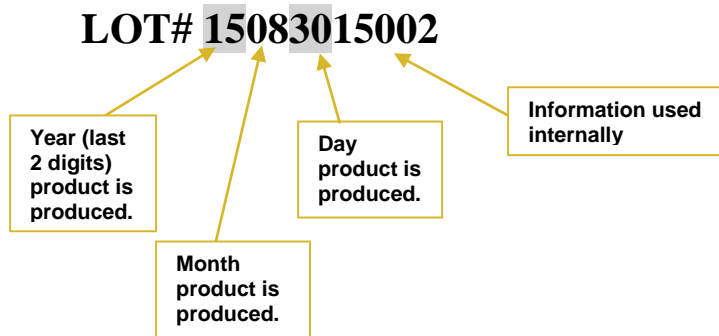 LOT# 15083015002
Year (last
2 digits)
product is
produced.
Month
product is
produced.
Day
product is
produced.
Information used
internally